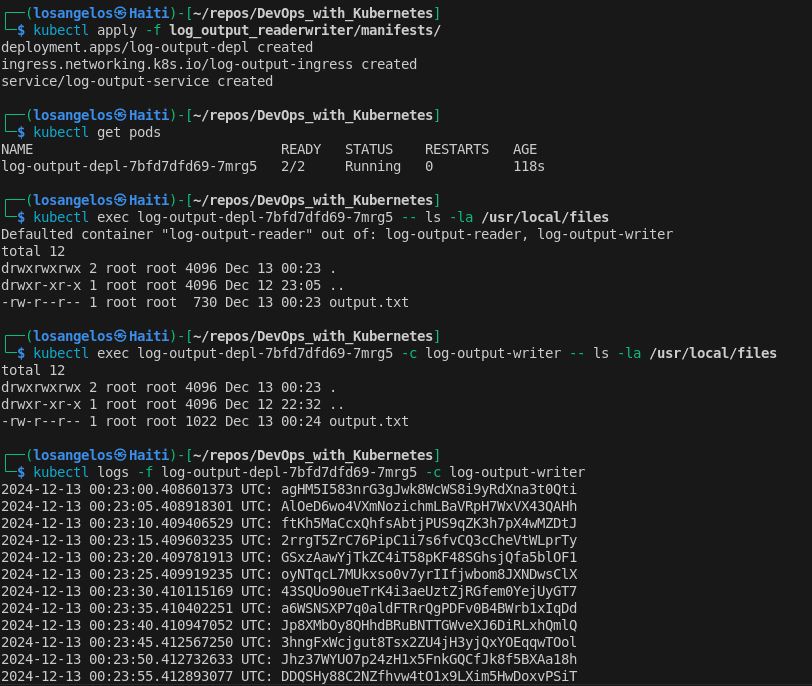 ┌──(losangelos㉿Haiti)-[~/repos/DevOps_with_Kubernetes]
└─$ kubectl apply -f log_output_readerwriter/manifests/
deployment.apps/log-output-depl created
ingress.networking.k8s.io/log-output-ingress created
service/log-output-service created
┌──(losangelos㉿Haiti)-[~/repos/DevOps_with_Kubernetes]
└─$ kubectl get pods
NAME READY STATUS RESTARTS AGE
log-output-depl-7bfd7dfd69-7mrg5 2/2 Running 0 118s
┌──(losangelos㉿Haiti)-[~/repos/DevOps_with_Kubernetes]
└─$ kubectl exec log-output-depl-7bfd7dfd69-7mrg5 -- ls -la /usr/local/files
Defaulted container "log-output-reader" out of: log-output-reader, log-output-writer
total 12
drwxrwxrwx 2 root root 4096 Dec 13 00:23 .
drwxr-xr-x 1 root root 4096 Dec 12 23:05 ..
-rw-r--r-- 1 root root 730 Dec 13 00:23 output.txt
┌──(losangelos㉿Haiti)-[~/repos/DevOps_with_Kubernetes]
└─$ kubectl exec log-output-depl-7bfd7dfd69-7mrg5 -c log-output-writer -- ls -la /usr/local/files
total 12
drwxrwxrwx 2 root root 4096 Dec 13 00:23 .
drwxr-xr-x 1 root root 4096 Dec 12 22:32 ..
-rw-r--r-- 1 root root 1022 Dec 13 00:24 output.txt
┌──(losangelos㉿Haiti)-[~/repos/DevOps_with_Kubernetes]
└─$ kubectl logs -f log-output-depl-7bfd7dfd69-7mrg5 -c log-output-writer
2024-12-13 00:23:00.408601373 UTC: agHM5I583nrG3gJwk8WcWS8i9yRdXna3t0Qti
2024-12-13 00:23:05.408918301 UTC: AlOeD6wo4VXmNozichmLBaVRpH7WxVX43QAHh
2024-12-13 00:23:10.409406529 UTC: ftKh5MaCcxQhfsAbtjPUS9qZK3h7pX4wMZDtJ
2024-12-13 00:23:15.409603235 UTC: 2rrgT5ZrC76PipC1i7s6fvCQ3cCheVtWLprTy
2024-12-13 00:23:20.409781913 UTC: GSxzAawYjTkZC4iT58pKF48SGhsjQfa5blOF1
2024-12-13 00:23:25.409919235 UTC: oyNTqcL7MUkxso0v7yrIIfjwbom8JXNDwsClX
2024-12-13 00:23:30.410115169 UTC: 43SQUo90ueTrK4i3aeUztZjRGfem0YejUyGT7
2024-12-13 00:23:35.410402251 UTC: a6WSNSXP7q0aldFTRrQgPDFv0B4BWrb1xIqDd
2024-12-13 00:23:40.410947052 UTC: Jp8XMbOy8QHhdBRuBNTTGWveXJ6DiRLxhQmlQ
2024-12-13 00:23:45.412567250 UTC: 3hngFxWcjgut8Tsx2ZU4jH3yjQxYOEqqwTOol
2024-12-13 00:23:50.412732633 UTC: Jhz37WYUO7p24zH1x5FnkGQCfJk8f5BXAa18h
2024-12-13 00:23:55.412893077 UTC: DDQSHy88C2NZfhvw4tO1x9LXim5HwDoxvPSiT